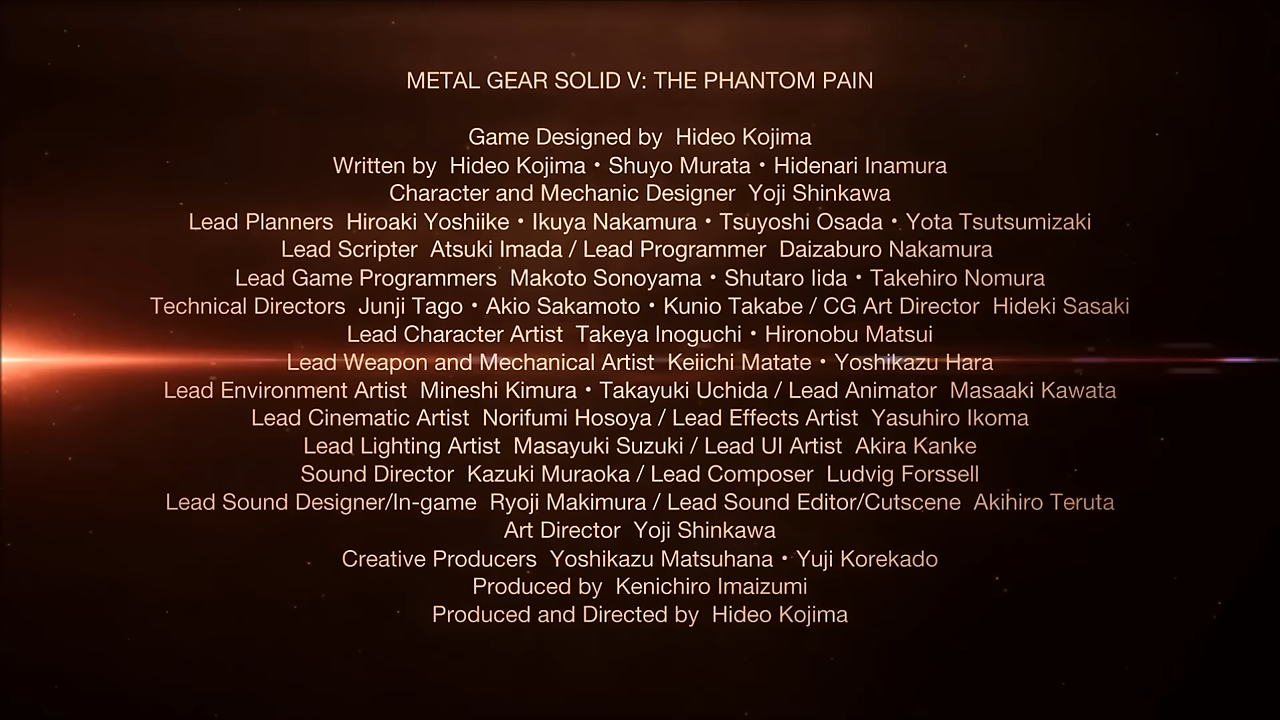 METAL GEAR SOLID V: THE PHANTOM PAIN
Game Designed by Hideo Kojima
Written by Hideo Kojima・Shuyo Murata・Hidenari Inamura
Character and Mechanic Designer Yoji Shinkawa
Lead Planners Hiroaki Yoshiike・Ikuya Nakamura・Tsuyoshi Osada・Yota Tsutsumizaki
Lead Scripter Atsuki Imada / Lead Programmer Daizaburo Nakamura
Lead Game Programmers Makoto Sonoyama・Shutaro Iida・Takehiro Nomura
Technical Directors Junji Tago・Akio Sakamoto・Kunio Takabe / CG Art Director Hideki Sasaki
Lead Character Artist Takeya Inoguchi・Hironobu Matsui
Lead Weapon and Mechanical Artist Keiichi Matate・Yoshikazu Hara
Lead Environment Artist Mineshi Kimura・Takayuki Uchida / Lead Animator Masaaki Kawata
Lead Cinematic Artist Norifumi Hosoya / Lead Effects Artist Yasuhiro Ikoma
Lead Lighting Artist Masayuki Suzuki / Lead UI Artist Akira Kanke
Sound Director Kazuki Muraoka / Lead Composer Ludvig Forssell
Lead Sound Designer/In-game Ryoji Makimura / Lead Sound Editor/Cutscene Akihiro Teruta
Art Director Yoji Shinkawa
Creative Producers Yoshikazu Matsuhana・Yuji Korekado
Produced by Kenichiro Imaizumi
Produced and Directed by Hideo Kojima